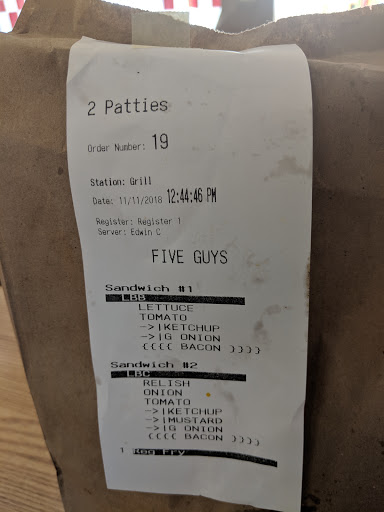 2 Patties
Order Number: 19
Station: Grill
Date: 11/11/2018 12:44:46 PM
Register: Register 1
Server: Edwin C
FIVE GUYS
Sandwich #1
LBB
LETTUCE
TOMATO
->|KETCHUP
->|G ONION
(((( BACON ))))
Sandwich #2
LBC
RELISH
ONION
TOMATO
->|KETCHUP
->|MUSTARD
->|G ONION
(((( BACON ))))
1 Reg Fry